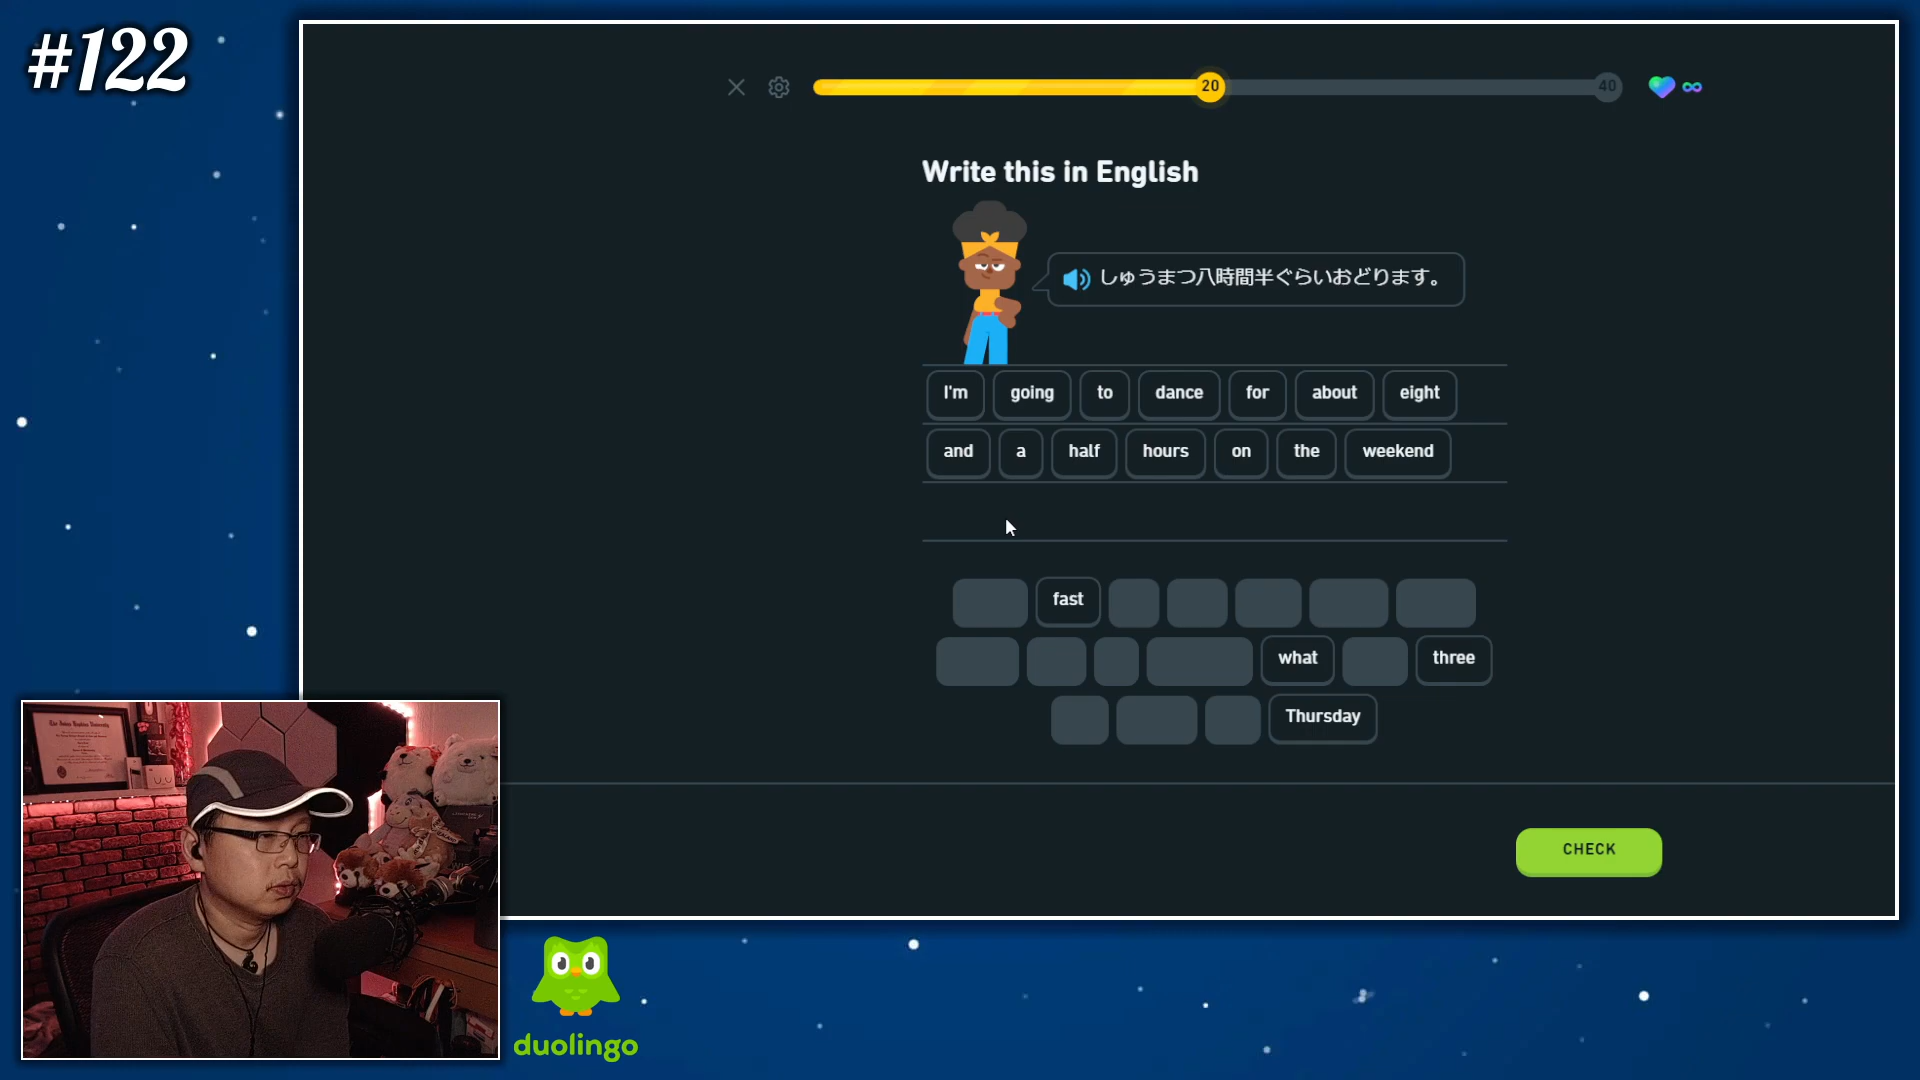 #122
20
40
Write this in English
しゅうまつ八時間半ぐらいおどります。
I'm going to dance for about eight
and a half hours on the weekend
fast
what three
Thursday
CHECK
duolingo